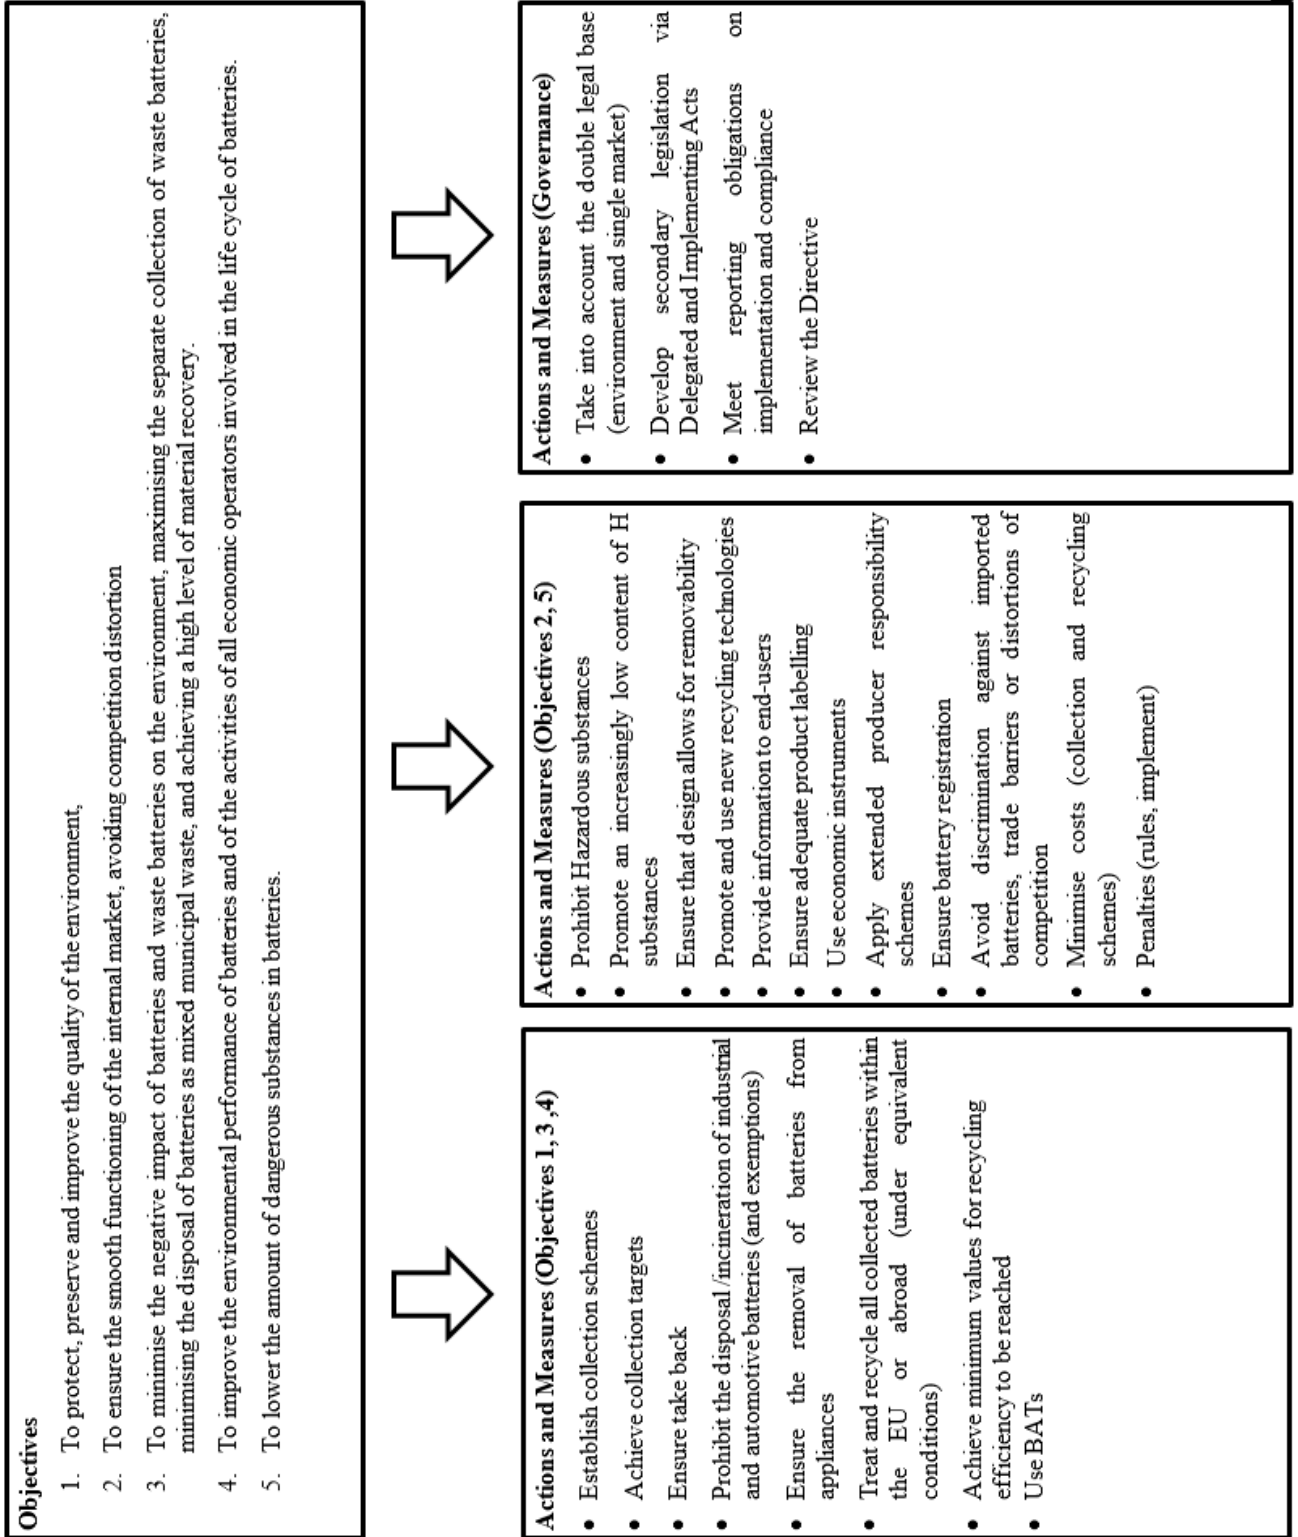 Objectives
1. To protect, preserve and improve the quality of the environment,
2. To ensure the smooth functioning of the internal market, avoiding competition distortion
3. To minimise the negative impact of batteries and waste batteries on the environment, maximising the separate collection of waste batteries,
minimising the disposal of batteries as mixed municipal waste, and achieving a high level of material recovery.
4. To improve the environmental performance of batteries and of the activities of all economic operators involved in the life cycle of batteries.
5. To lower the amount of dangerous substances in batteries.
Actions and Measures (Objectives 1, 3 ,4)
• Establish collection schemes
• Achieve collection targets
• Ensure take back
• Prohibit the disposal /incineration of industrial
and automotive batteries (and exemptions)
• Ensure the removal of batteries from
appliances
• Treat and recycle all collected batteries within
the EU or abroad (under equivalent
conditions)
• Achieve minimum values for recycling
efficiency to be reached
• Use BATs
Actions and Measures (Objectives 2, 5)
• Prohibit Hazardous substances
• Promote an increasingly low content of H
substances
• Ensure that design allows for removability
• Promote and use new recycling technologies
• Provide information to end-users
• Ensure adequate product labelling
• Use economic instruments
• Apply extended producer responsibility
schemes
• Ensure battery registration
• Avoid discrimination against imported
batteries, trade barriers or distortions of
competition
• Minimise costs (collection and recycling
schemes)
• Penalties (rules, implement)
Actions and Measures (Governance)
• Take into account the double legal base
(environment and single market)
• Develop secondary legislation via
Delegated and Implementing Acts
• Meet reporting obligations on
implementation and compliance
• Review the Directive